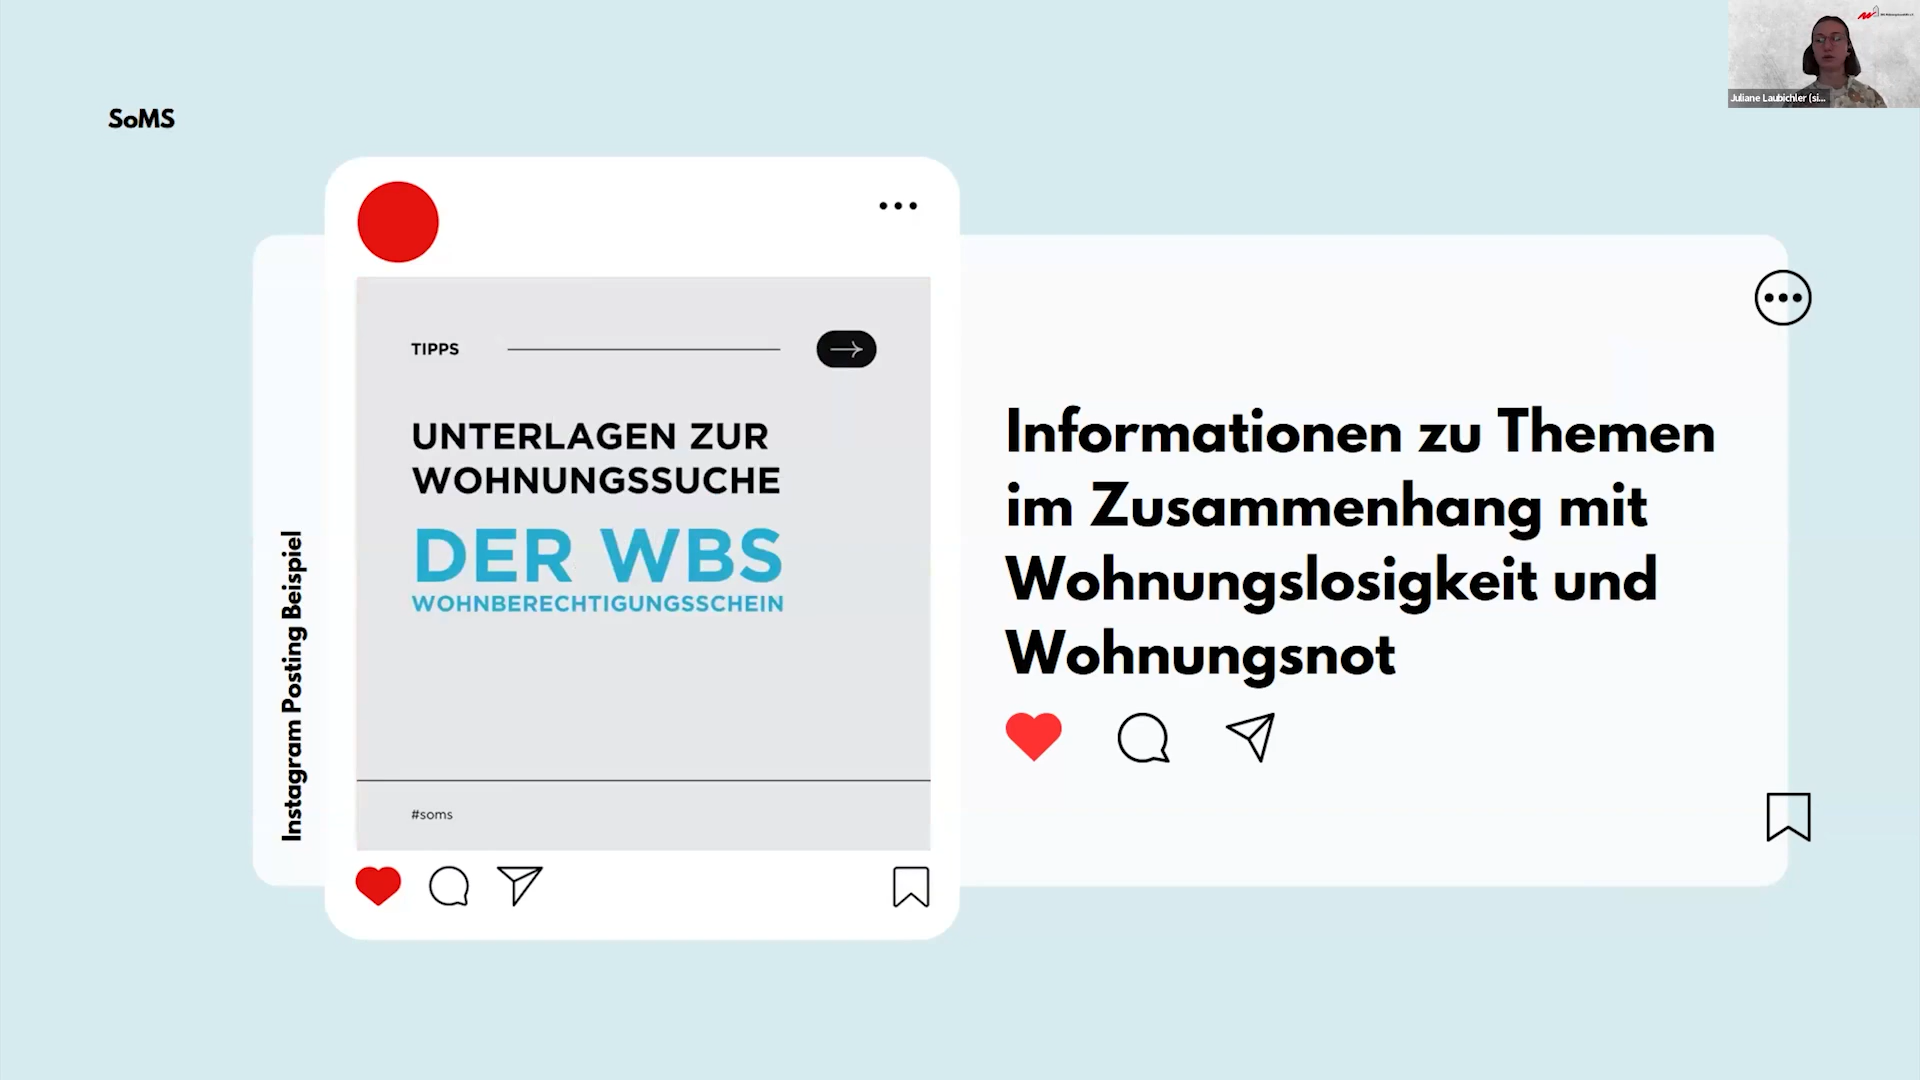 SoMS
Juliane Laubichler (si...
Instagram Posting Beispiel
TIPPS
UNTERLAGEN ZUR
WOHNUNGSSUCHE
DER WBS
WOHNBERECHTIGUNGSSCHEIN
#soms
Informationen zu Themen
im Zusammenhang mit
Wohnungslosigkeit und
Wohnungsnot